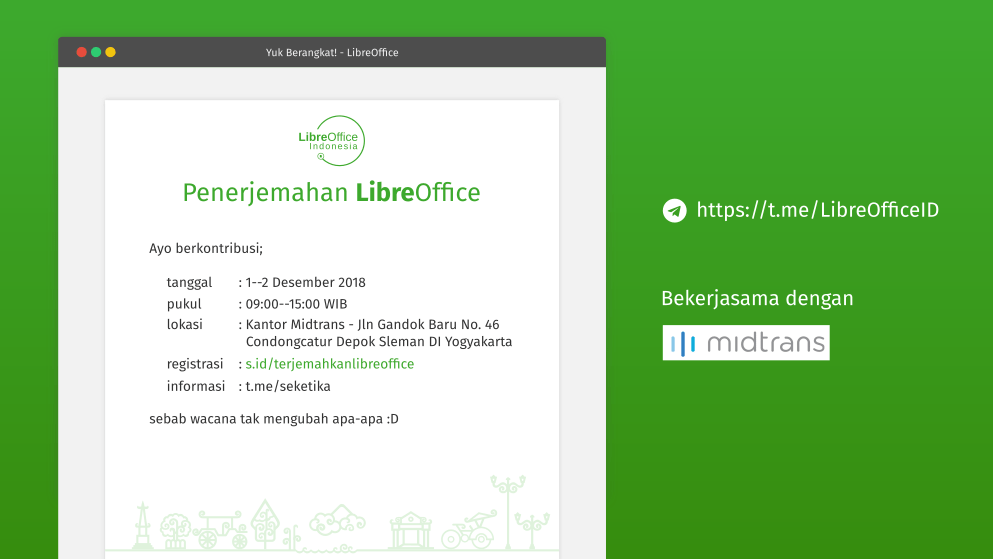 Yuk Berangkat! - LibreOffice
LibreOffice
Indonesia
Penerjemahan LibreOffice
Ayo berkontribusi;
tanggal : 1--2 Desember 2018
pukul : 09:00--15:00 WIB
lokasi : Kantor Midtrans - Jln Gandok Baru No. 46
Condongcatur Depok Sleman DI Yogyakarta
registrasi : s.id/terjemahkanlibreoffice
informasi : t.me/seketika
sebab wacana tak mengubah apa-apa :D
https://t.me/LibreOfficeID
Bekerjasama dengan
midtrans